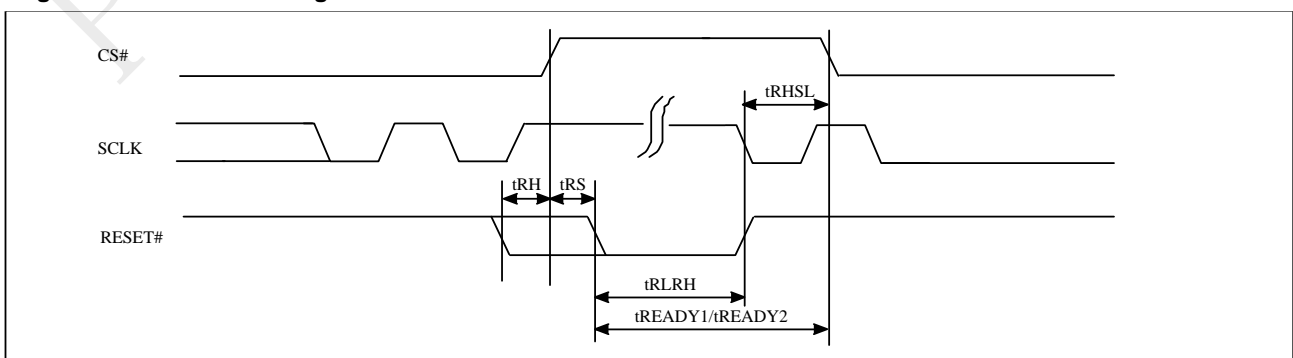 CS#
tRHSL
SCLK
tRH tRS
RESET#
tRLRH
tREADY1/tREADY2